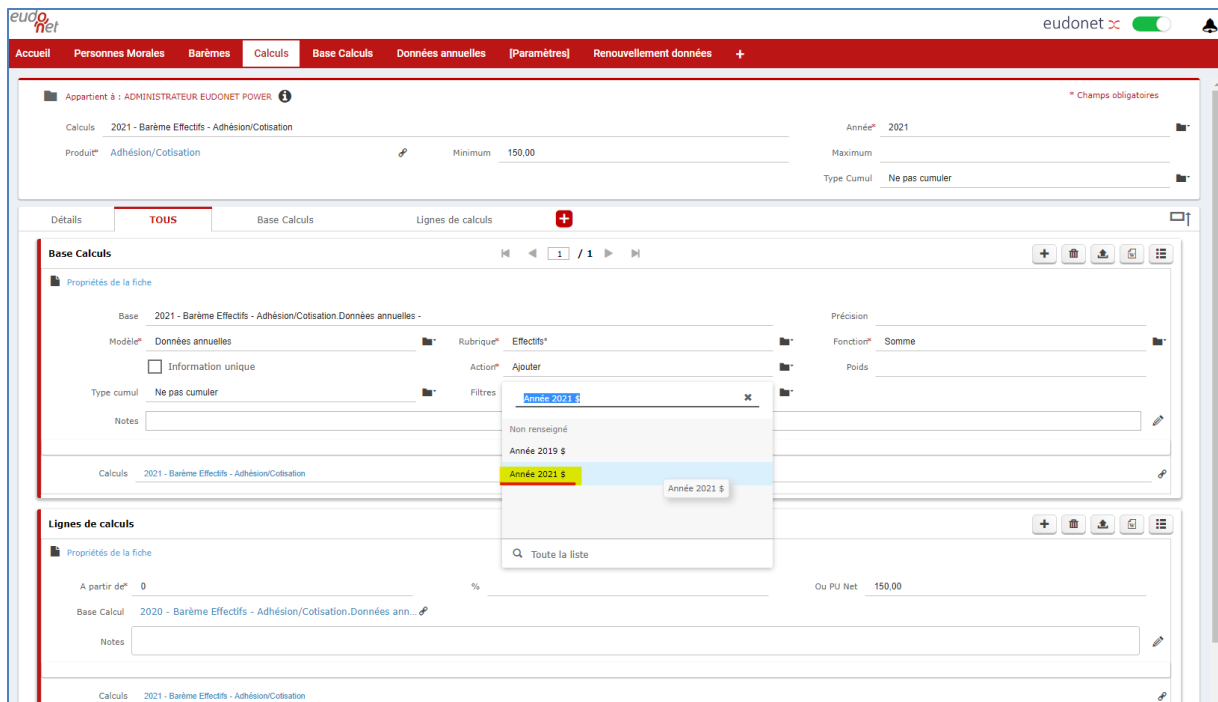 eudonet
eudonet
Accueil Personnes Morales Barèmes Calculs Base Calculs Données annuelles [Paramètres] Renouvellement données +
Appartient à : ADMINISTRATEUR EUDONET POWER
* Champs obligatoires
Calculs 2021 - Barème Effectifs - Adhésion/Cotisation Année* 2021
Produit* Adhésion/Cotisation Minimum 150,00 Maximum
Type Cumul Ne pas cumuler
Détails TOUS Base Calculs Lignes de calculs
Base Calculs 1 / 1
Propriétés de la fiche
Base 2021 - Barème Effectifs - Adhésion/Cotisation.Données annuelles - Précision
Modèle* Données annuelles Rubrique* Effectifs* Fonction* Somme
Information unique Action* Ajouter Poids
Type cumul Ne pas cumuler Filtres
Année 2021 $
Notes
Non renseigné
Année 2019 $
Calculs 2021 - Barème Effectifs - Adhésion/Cotisation
Année 2021 $
Année 2021 $
Toute la liste
Lignes de calculs
Propriétés de la fiche
A partir de* 0 % Ou PU Net 150,00
Base Calcul 2020 - Barème Effectifs - Adhésion/Cotisation.Données ann...
Notes
Calculs 2021 - Barème Effectifs - Adhésion/Cotisation